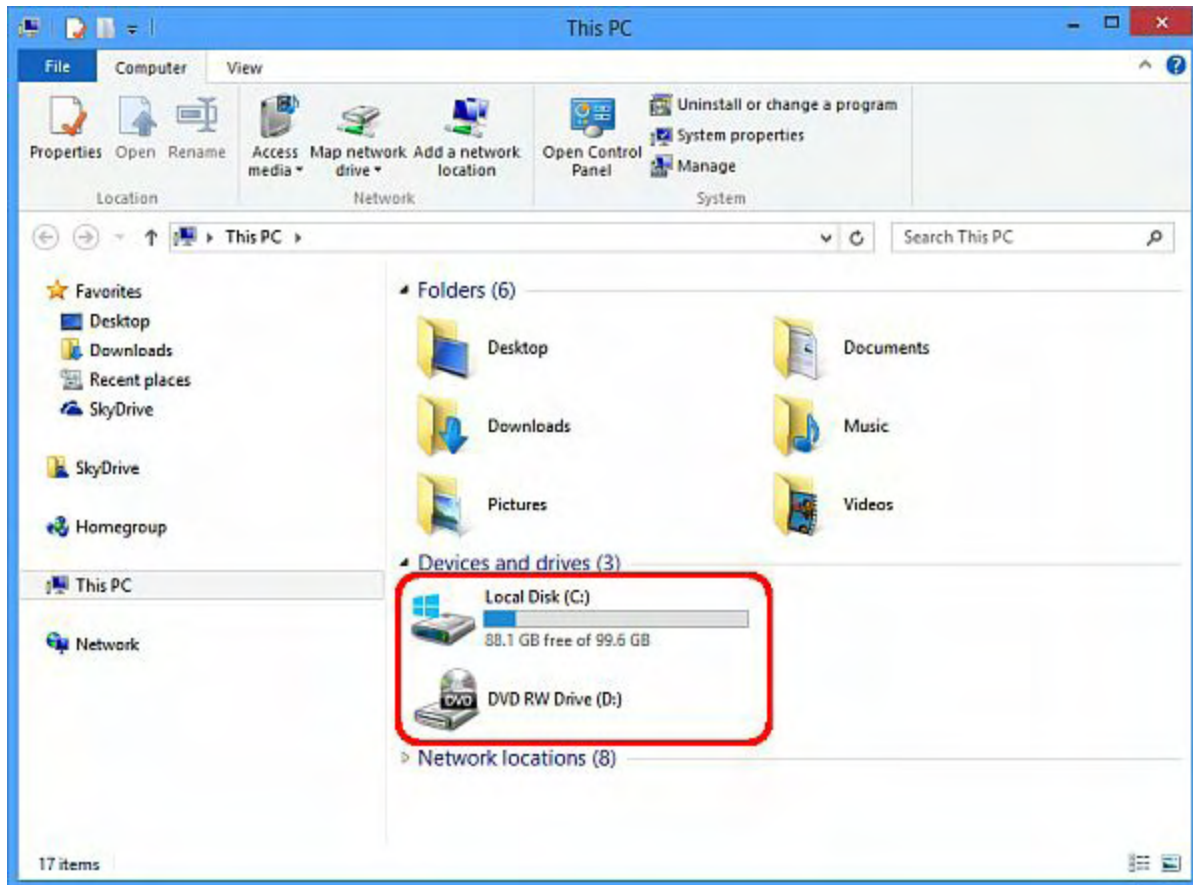 This PC
File Computer View
Properties Open Rename
Access media
Map network drive
Add a network location
Open Control Panel
Uninstall or change a program
System properties
Manage
Location Network System
This PC
Search This PC
Favorites
Desktop
Downloads
Recent places
SkyDrive
SkyDrive
Homegroup
This PC
Network
Folders (6)
Desktop
Documents
Downloads
Music
Pictures
Videos
Devices and drives (3)
Local Disk (C:)
88.1 GB free of 99.6 GB
DVD
DVD RW Drive (D:)
Network locations (8)
17 items